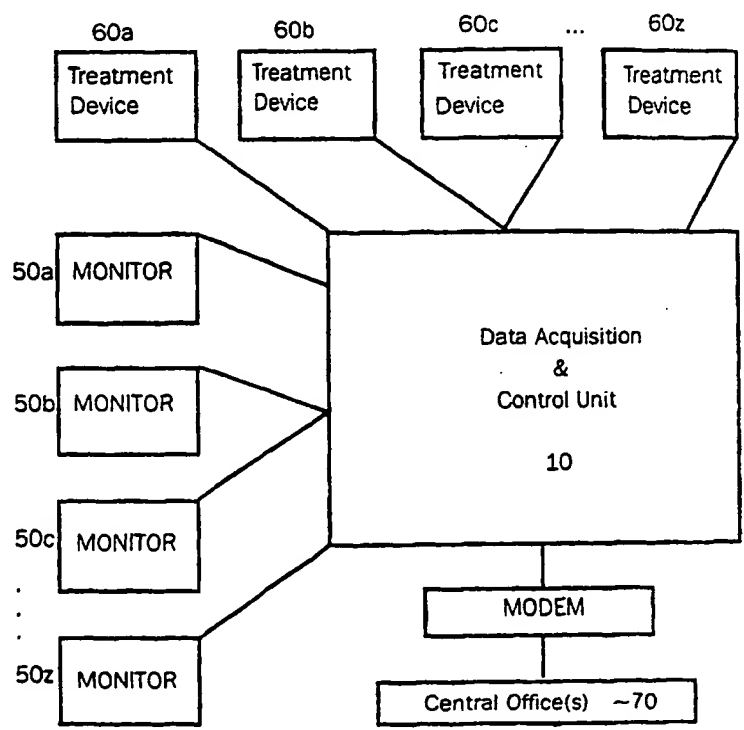 60a 60b 60c ... 60z
Treatment Device
Treatment Device
Treatment Device
Treatment Device
50a MONITOR
50b MONITOR
50c MONITOR
. . .
50z MONITOR
Data Acquisition
&
Control Unit
10
MODEM
Central Office(s) ~70